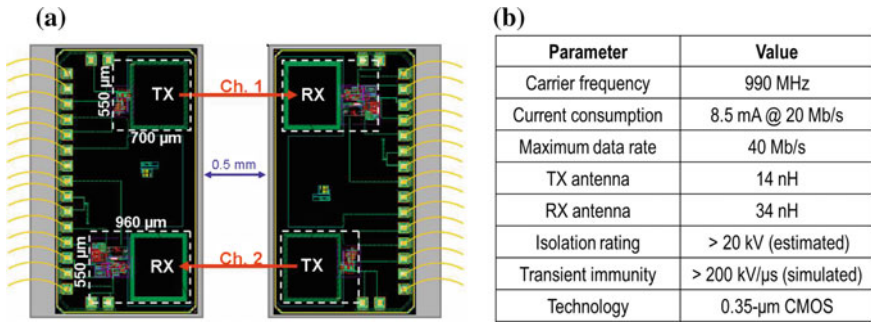 (a)
TX
Ch. 1
RX
550 µm
700 µm
0.5 mm
960 µm
550 µm
RX
Ch. 2
TX
(b)
Parameter Value
Carrier frequency 990 MHz
Current consumption 8.5 mA @ 20 Mb/s
Maximum data rate 40 Mb/s
TX antenna 14 nH
RX antenna 34 nH
Isolation rating > 20 kV (estimated)
Transient immunity > 200 kV/µs (simulated)
Technology 0.35-µm CMOS